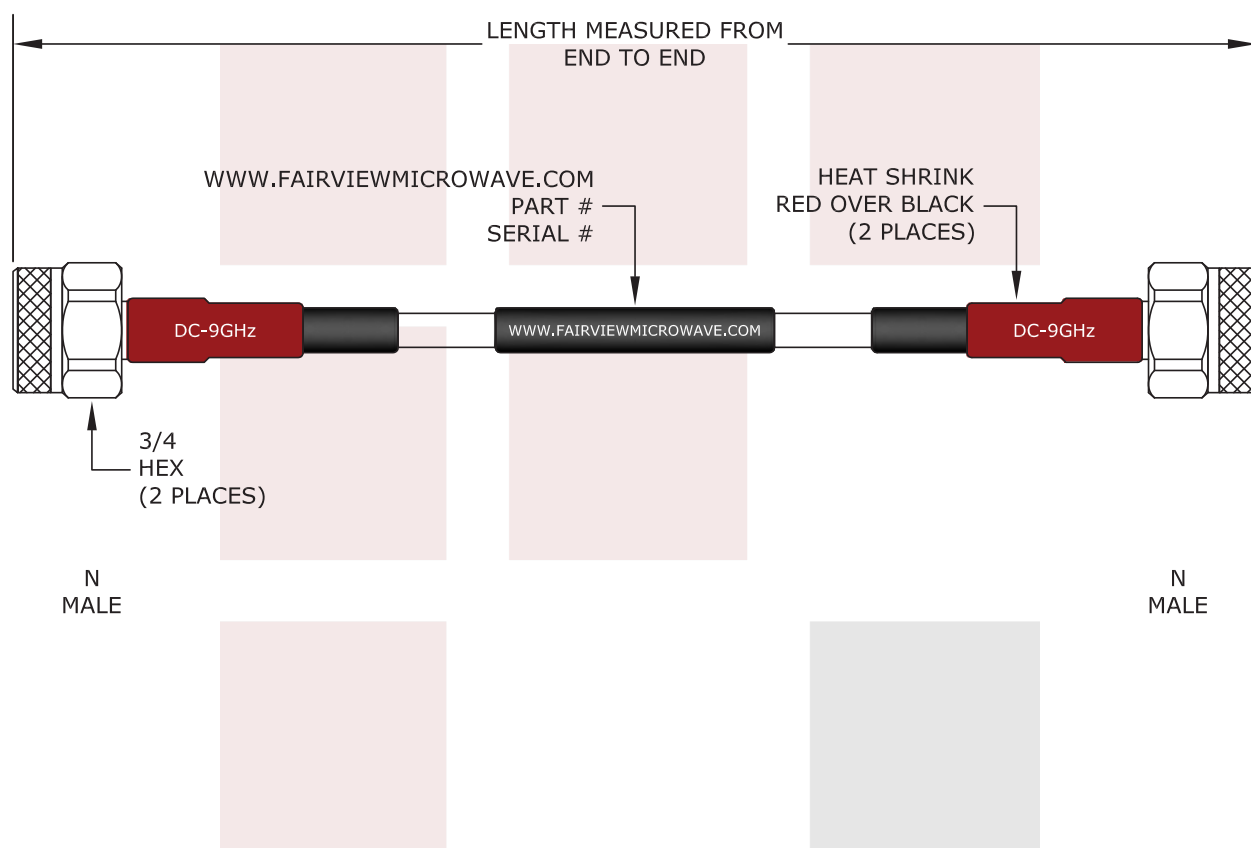 LENGTH MEASURED FROM
END TO END
WWW.FAIRVIEWMICROWAVE.COM
PART #
SERIAL #
HEAT SHRINK
RED OVER BLACK
(2 PLACES)
DC-9GHz
WWW.FAIRVIEWMICROWAVE.COM
DC-9GHz
3/4
HEX
(2 PLACES)
N
MALE
N
MALE